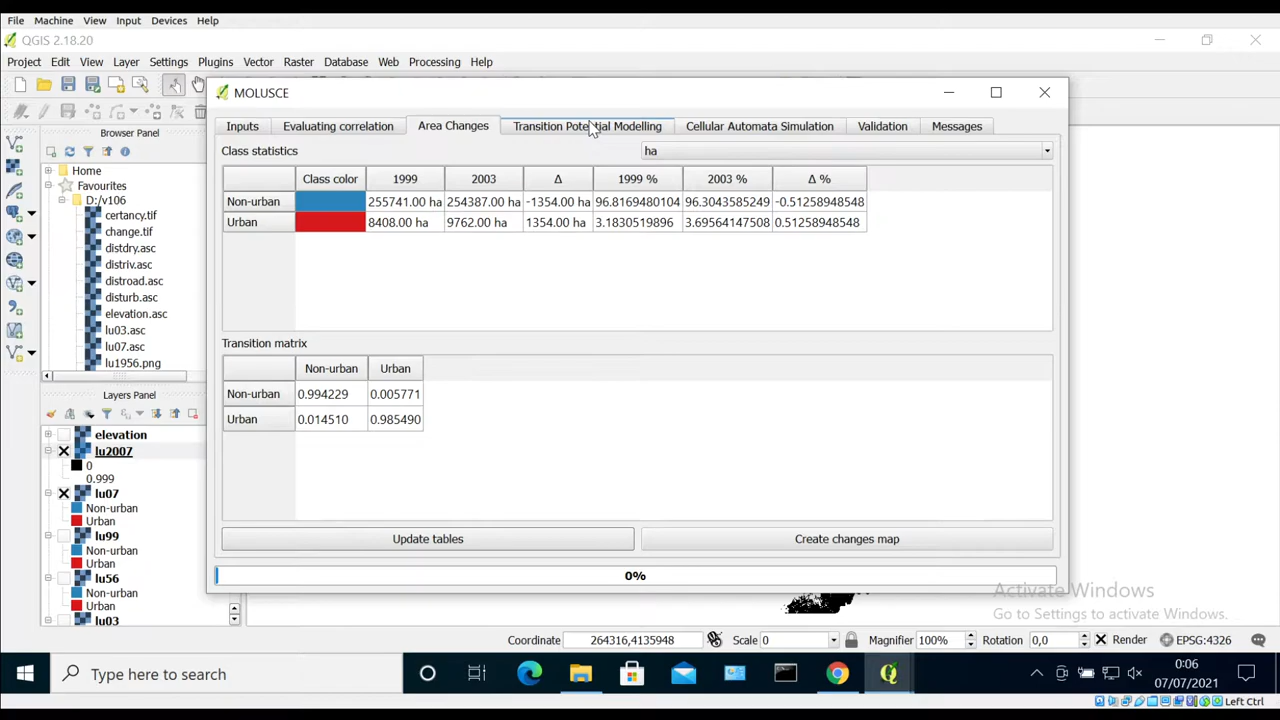 File Machine View Input Devices Help
QGIS 2.18.20
Project Edit View Layer Settings Plugins Vector Raster Database Web Processing Help
MOLUSCE
Browser Panel
Home
Favourites
D:/v106
certancy.tif
change.tif
distdry.asc
distriv.asc
distroad.asc
disturb.asc
elevation.asc
lu03.asc
lu07.asc
lu1956.png
Layers Panel
elevation
lu2007
0
0.999
lu07
Non-urban
Urban
lu99
Non-urban
Urban
lu56
Non-urban
Urban
lu03
Inputs Evaluating correlation Area Changes Transition Potential Modelling Cellular Automata Simulation Validation Messages
Class statistics ha
Class color 1999 2003 Δ 1999 % 2003 % Δ %
Non-urban 255741.00 ha 254387.00 ha -1354.00 ha 96.8169480104 96.3043585249 -0.51258948548
Urban 8408.00 ha 9762.00 ha 1354.00 ha 3.1830519896 3.69564147508 0.51258948548
Transition matrix
Non-urban Urban
Non-urban 0.994229 0.005771
Urban 0.014510 0.985490
Update tables Create changes map
0%
Activate Windows
Go to Settings to activate Windows.
Coordinate 264316,4135948 Scale 0 Magnifier 100% Rotation 0,0 Render EPSG:4326
Type here to search
0:06
07/07/2021
Left Ctrl